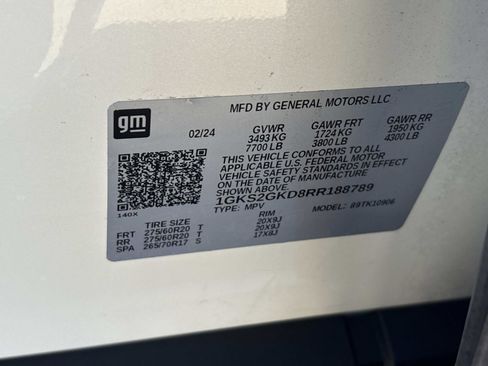 gm
MFD BY GENERAL MOTORS LLC
02/24 GVWR GAWR FRT GAWR RR
3493 KG 1724 KG 1950 KG
7700 LB 3800 LB 4300 LB
THIS VEHICLE CONFORMS TO ALL
APPLICABLE U.S. FEDERAL MOTOR
VEHICLE SAFETY STANDARDS IN EFFECT
ON THE DATE OF MANUFACTURE
SHOWN ABOVE.
1GKS2GKD8RR188789
140X TYPE: MPV MODEL: 89TK10906
TIRE SIZE RIM
FRT 275/60R20 T 20X9J
RR 275/60R20 T 20X9J
SPA 265/70R17 S 17X8J